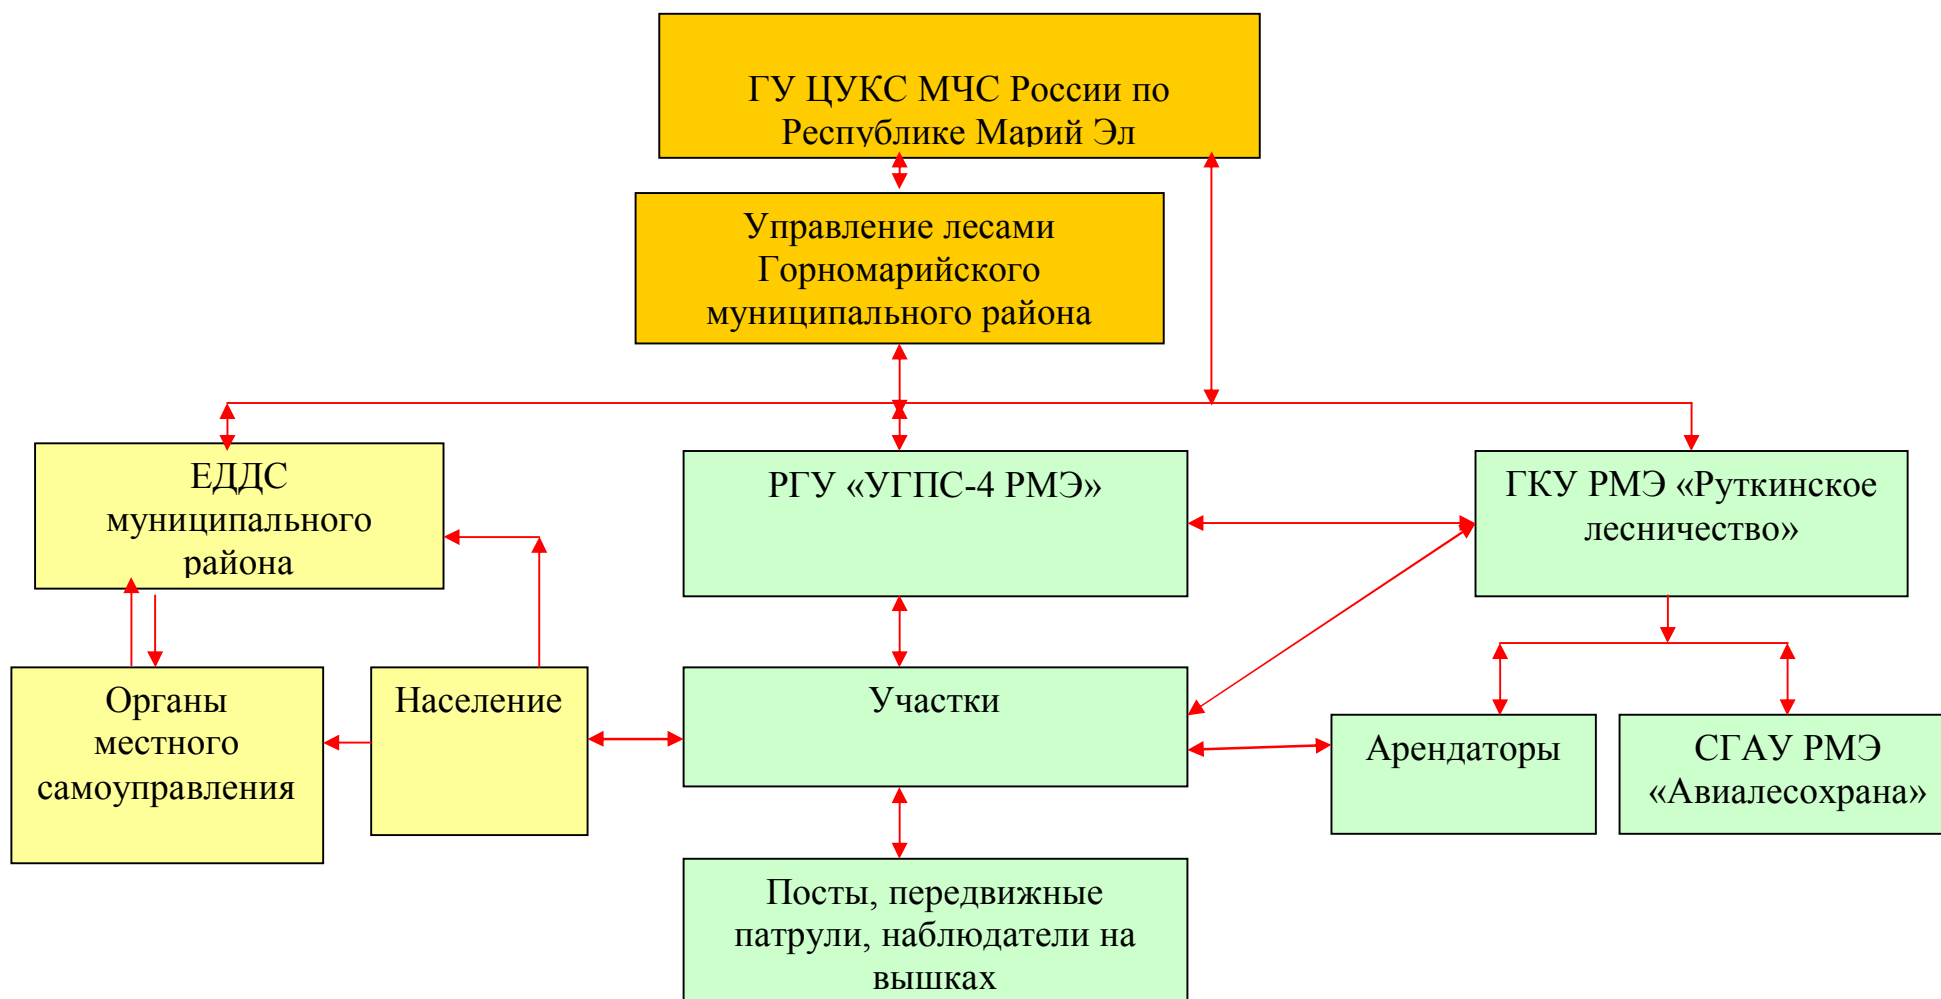 ГУ ЦУКС МЧС России по
Республике Марий Эл
Управление лесами
Горномарийского
муниципального района
ЕДДС
муниципального
района
РГУ «УГПС-4 РМЭ»
ГКУ РМЭ «Руткинское
лесничество»
Органы
местного
самоуправления
Население
Участки
Арендаторы
СГАУ РМЭ
«Авиалесохрана»
Посты, передвижные
патрули, наблюдатели на
вышках